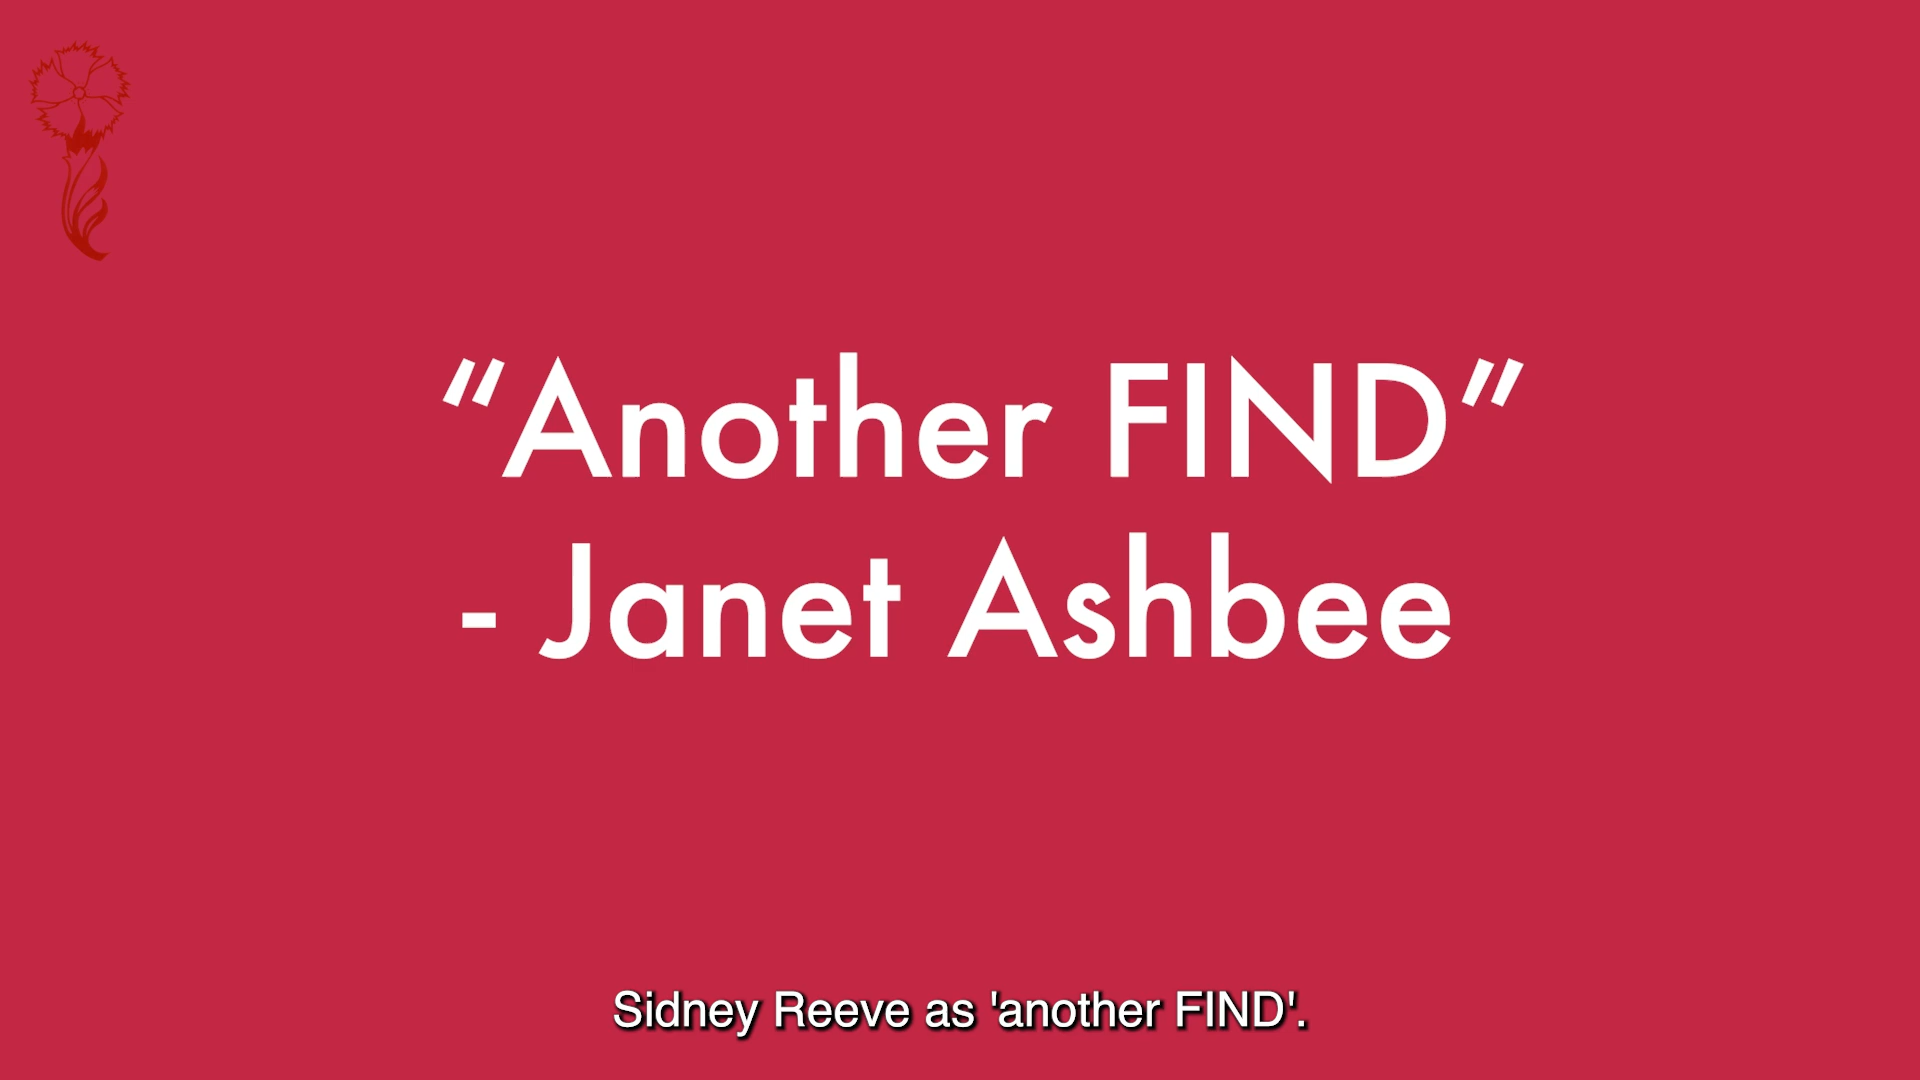 “Another FIND”
- Janet Ashbee
Sidney Reeve as 'another FIND'.